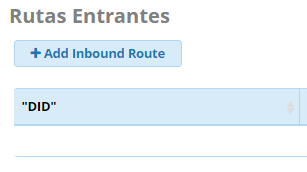 Rutas Entrantes
+ Add Inbound Route
"DID"